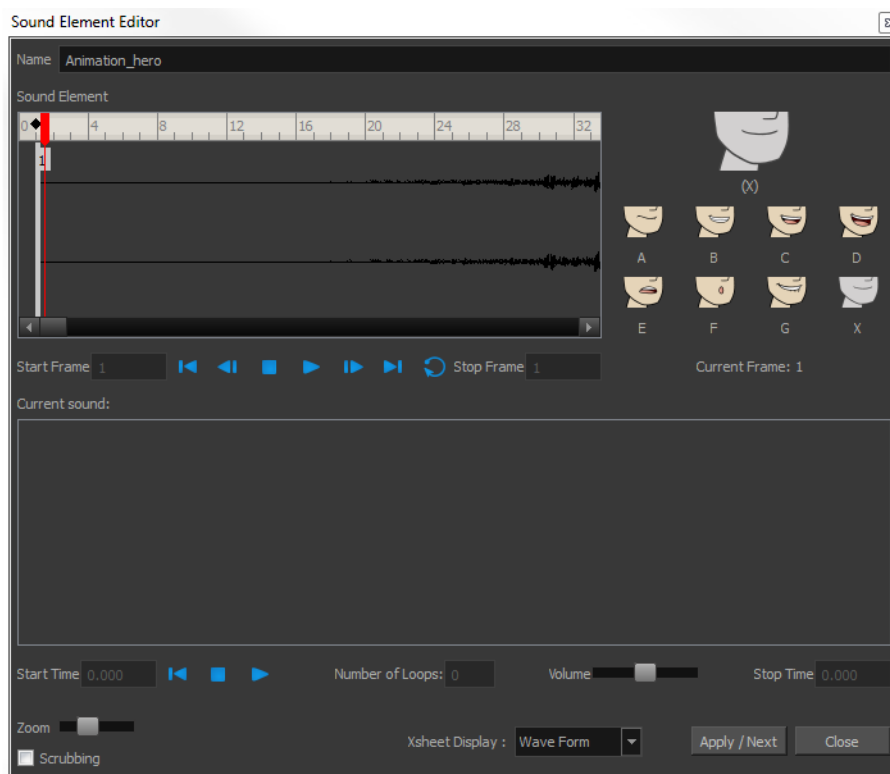 Sound Element Editor
Name Animation_hero
Sound Element
0 4 8 12 16 20 24 28 32
1
(X)
A B C D
E F G X
Start Frame 1 Stop Frame 1 Current Frame: 1
Current sound:
Start Time 0.000 Number of Loops: 0 Volume Stop Time 0.000
Zoom
Xsheet Display : Wave Form Apply / Next Close
Scrubbing